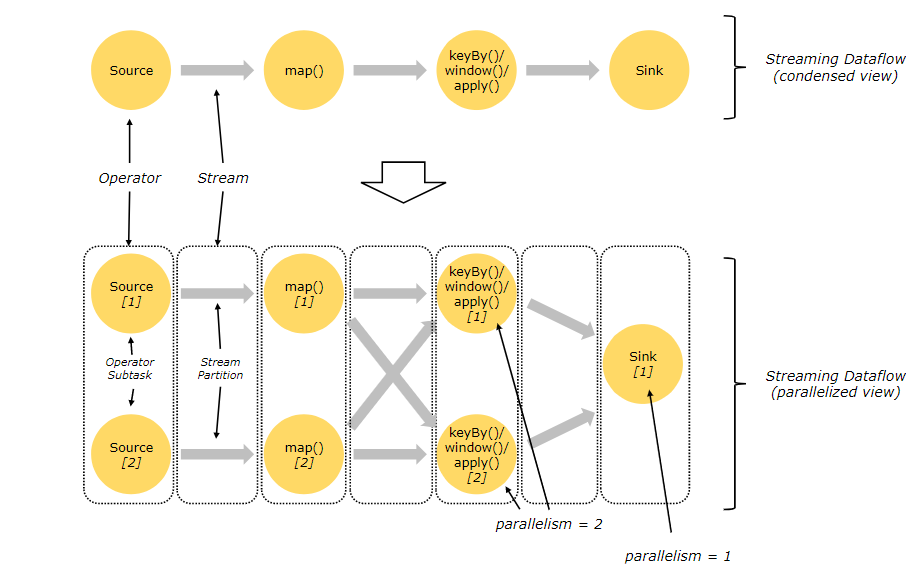 Source
map()
keyBy()/
window()/
apply()
Sink
Streaming Dataflow
(condensed view)
Operator
Stream
Source
[1]
map()
[1]
keyBy()/
window()/
apply()
[1]
Operator
Subtask
Stream
Partition
Sink
[1]
Streaming Dataflow
(parallelized view)
Source
[2]
map()
[2]
keyBy()/
window()/
apply()
[2]
parallelism = 2
parallelism = 1